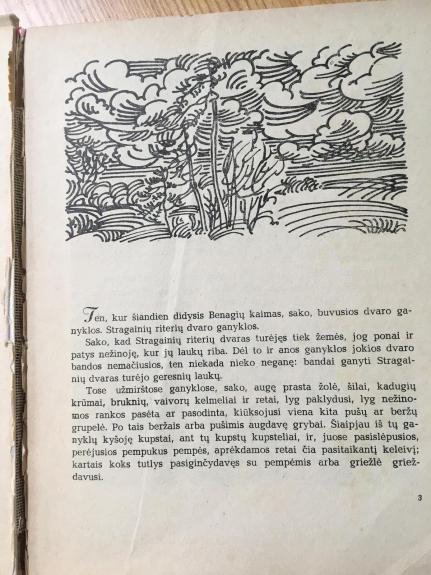 Ten, kur šiandien didysis Benagių kaimas, sako, buvusios dvaro ga-
nyklos. Stragainių riterių dvaro ganyklos.
Sako, kad Stragainių riterių dvaras turėjęs tiek žemės, jog ponai ir
patys nežinoję, kur jų laukų riba. Dėl to ir anos ganyklos jokios dvaro
bandos nemačiusios, ten niekada nieko neganę: bandai ganyti Stragai-
nių dvaras turėjo geresnių laukų.
Tose užmirštose ganyklose, sako, augę prasta žolė, šilai, kadugių
krūmai, bruknių, vaivorų kelmeliai ir retai, lyg paklydusi, lyg nežino-
mos rankos pasėta ar pasodinta, kiūksojusi viena kita pušų ar beržų
grupelė. Po tais beržais arba pušimis augdavę grybai. Šiaipjau iš tų ga-
nyklų kyšoję kupstai, ant tų kupstų kupsteliai, ir, juose pasislėpusios,
perėjusios pempukus pempės, aprėkdamos retai čia pasitaikantį keleivį;
kartais koks tutlys pasiginčydavęs su pempėmis arba griežlė griež-
davusi.
3